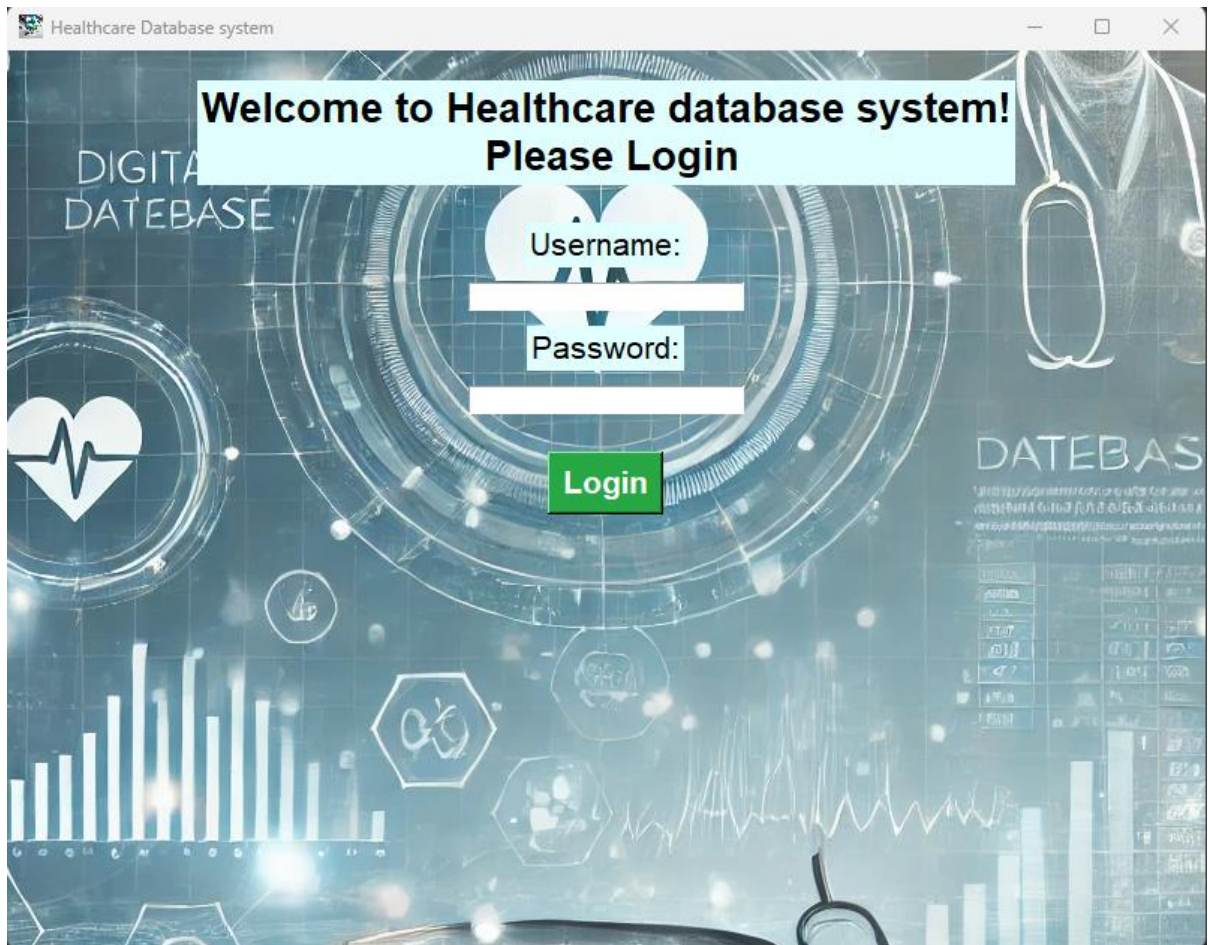 Healthcare Database system
Welcome to Healthcare database system!
Please Login
DIGITA
DATEBASE
Username:
Password:
DATEBAS
Login